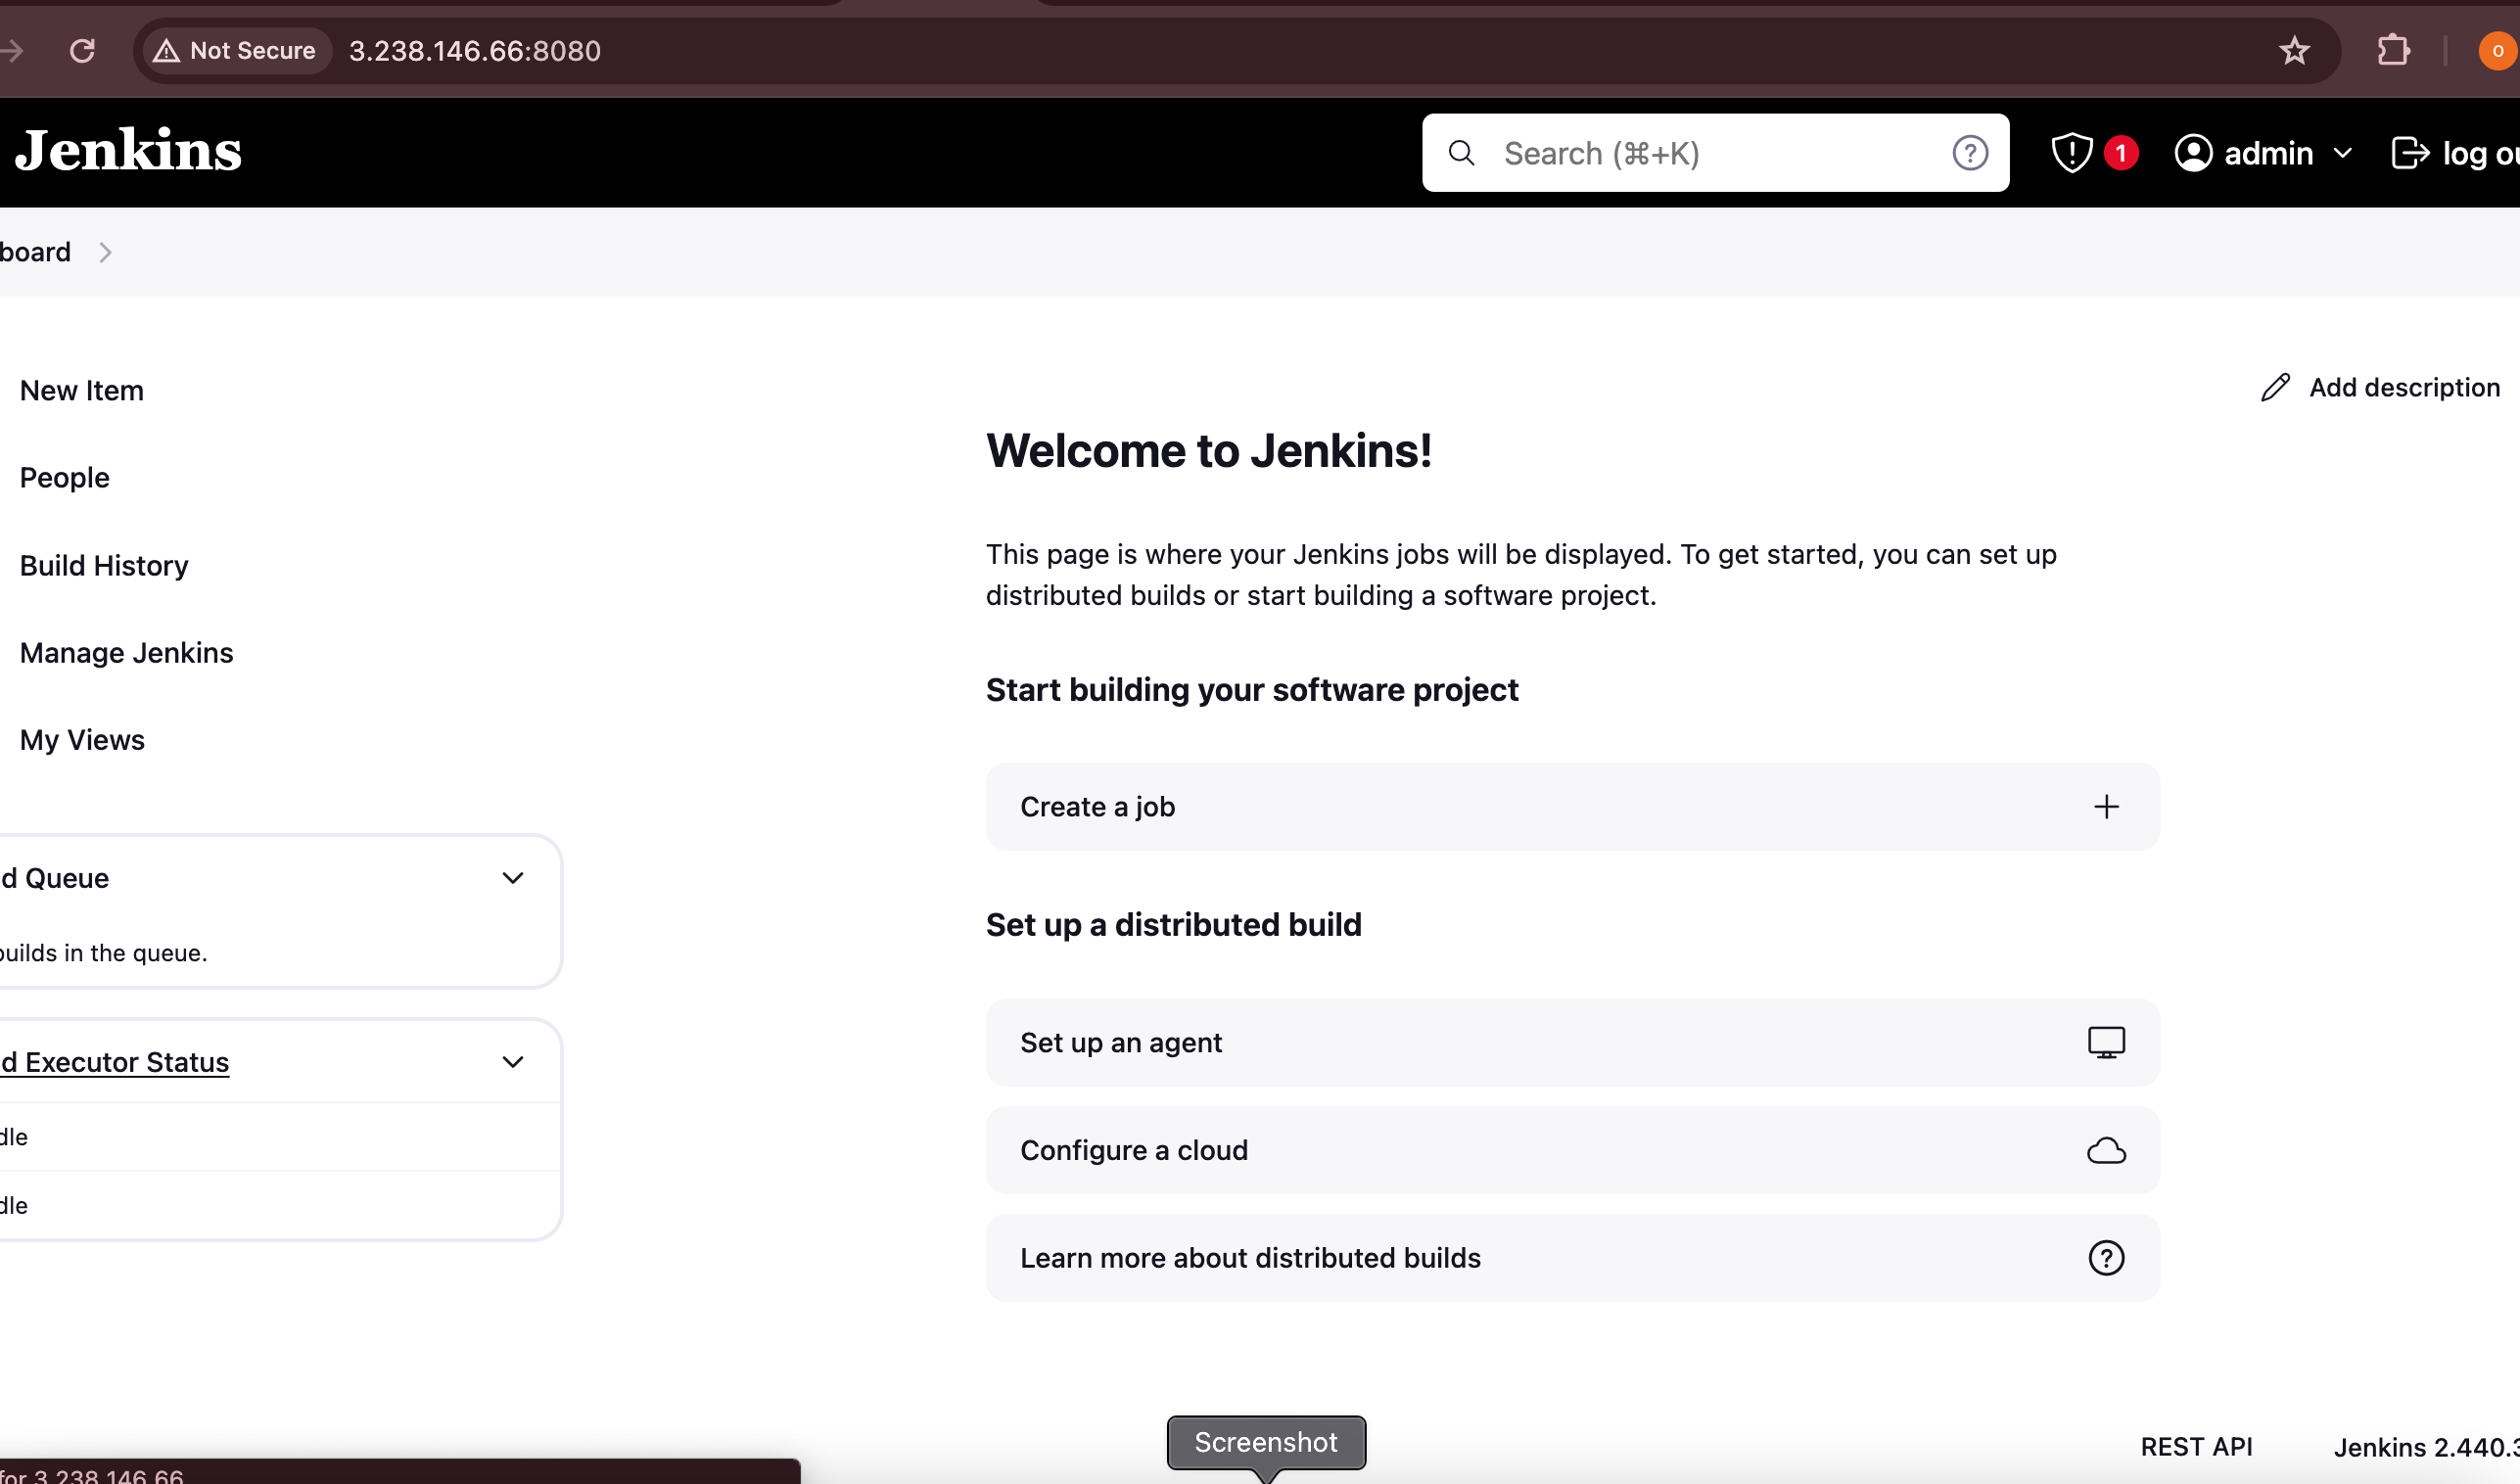 Not Secure 3.238.146.66:8080
o
Jenkins
Search (⌘+K)
1
admin
log ou
board
New Item
People
Build History
Manage Jenkins
My Views
d Queue
builds in the queue.
d Executor Status
dle
dle
Add description
Welcome to Jenkins!
This page is where your Jenkins jobs will be displayed. To get started, you can set up
distributed builds or start building a software project.
Start building your software project
Create a job
Set up a distributed build
Set up an agent
Configure a cloud
Learn more about distributed builds
Screenshot
REST API
Jenkins 2.440.3
for 3.238.146.66